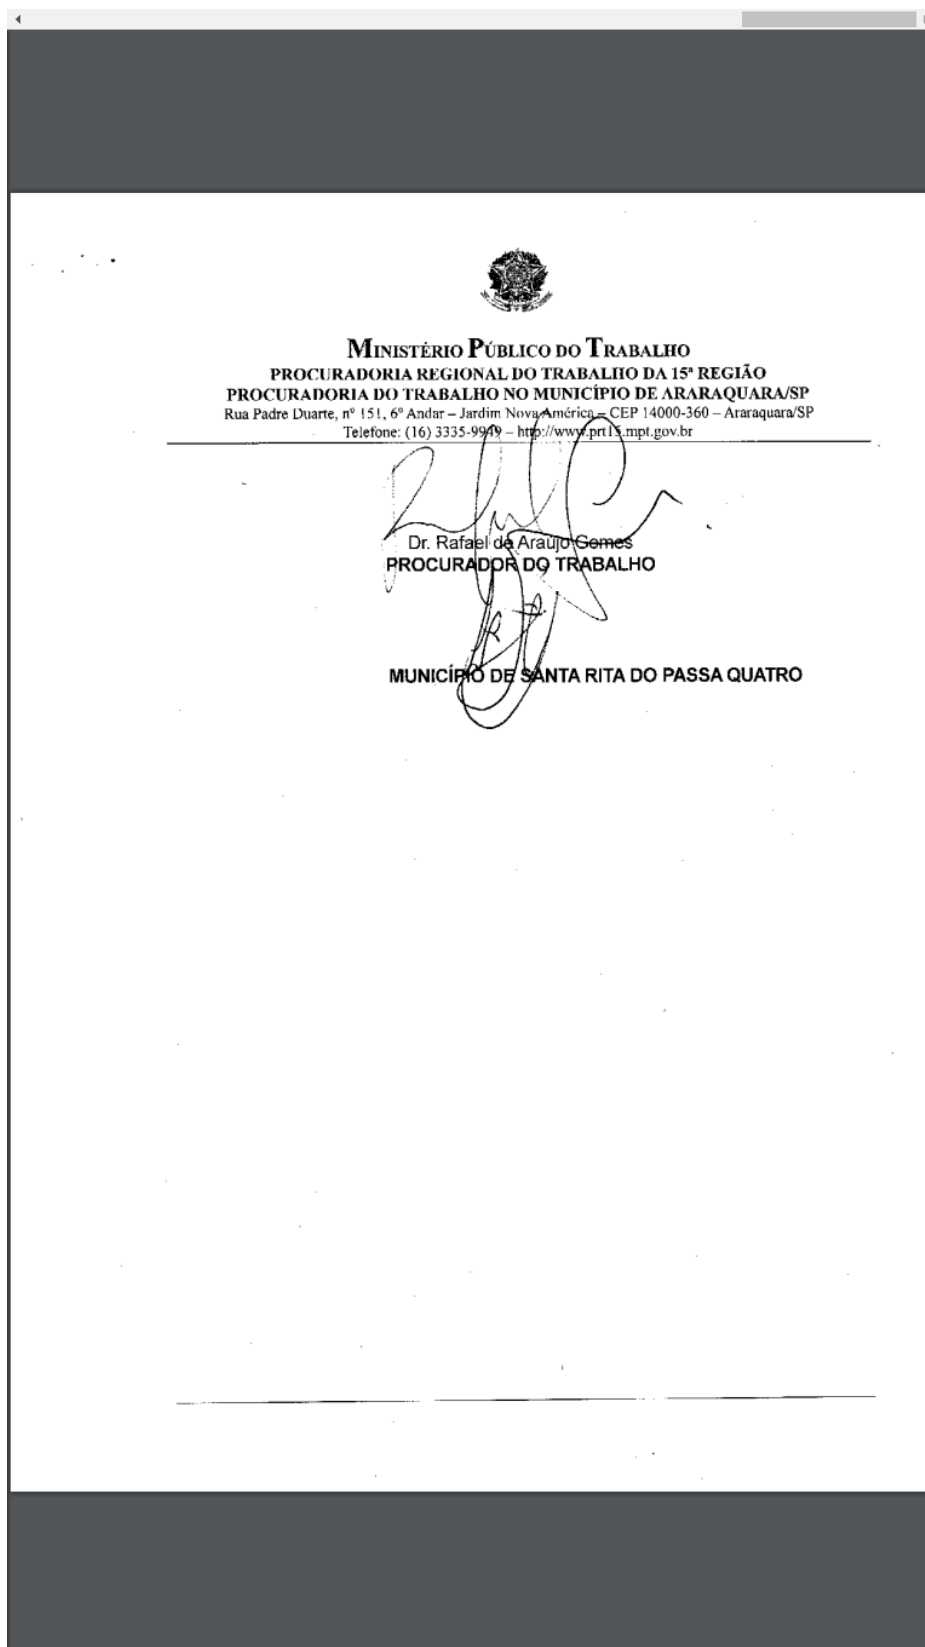 MINISTÉRIO PÚBLICO DO TRABALHO
PROCURADORIA REGIONAL DO TRABALHO DA 15ª REGIÃO
PROCURADORIA DO TRABALHO NO MUNICÍPIO DE ARARAQUARA/SP
Rua Padre Duarte, nº 151, 6º Andar – Jardim Nova América – CEP 14000-360 – Araraquara/SP
Telefone: (16) 3335-9949 – http://www.prt15.mpt.gov.br
Dr. Rafael de Araújo Gomes
PROCURADOR DO TRABALHO
MUNICÍPIO DE SANTA RITA DO PASSA QUATRO